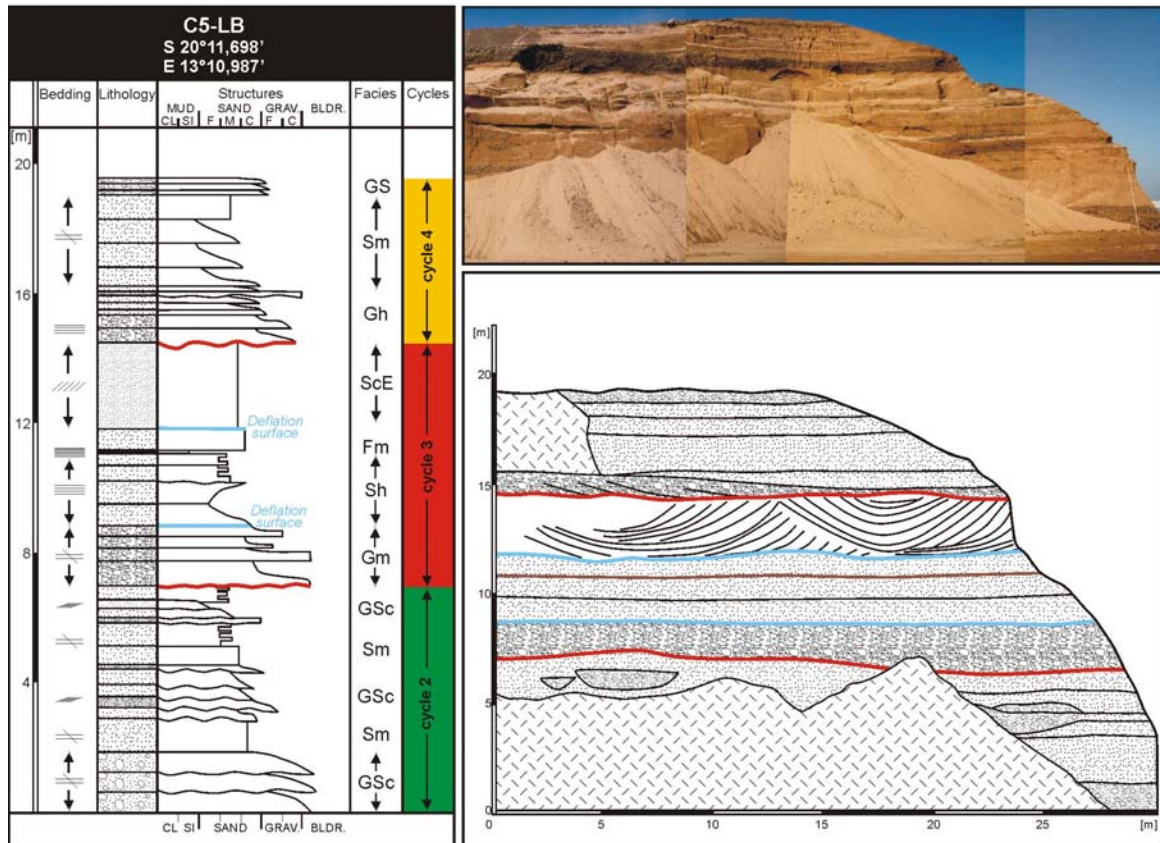 C5-LB
S 20°11,698'
E 13°10,987'
Bedding Lithology Structures Facies Cycles
MUD SAND GRAV. BLDR.
CL SI F M C F C
[m]
20
16
12
8
4
GS
Sm
Gh
ScE
Fm
Sh
Gm
GSc
Sm
GSc
Sm
GSc
Deflation
surface
Deflation
surface
cycle 4
cycle 3
cycle 2
CL SI SAND GRAV. BLDR.
[m]
20
15
10
5
0
0 5 10 15 20 25 [m]